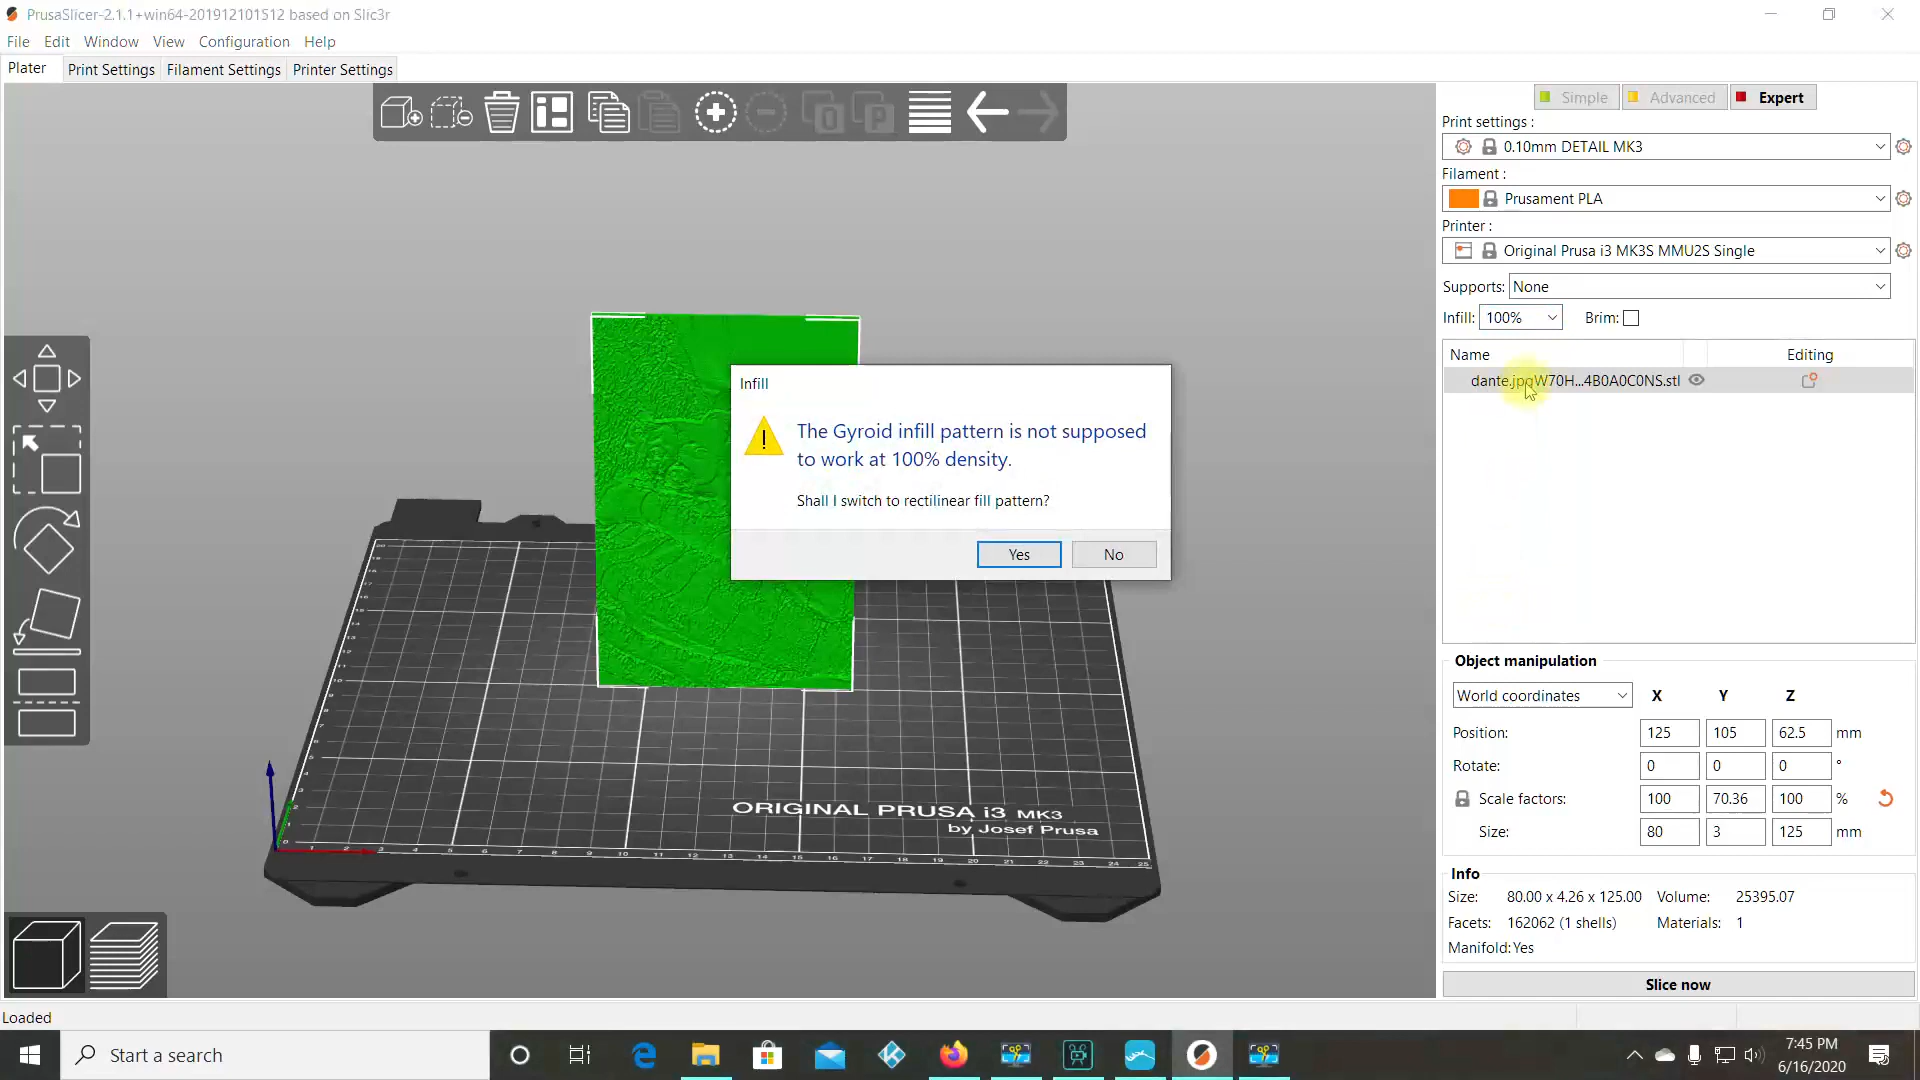 PrusaSlicer-2.1.1+win64-201912101512 based on Slic3r
File Edit Window View Configuration Help
Plater Print Settings Filament Settings Printer Settings
Simple Advanced Expert
Print settings :
0.10mm DETAIL MK3
Filament :
Prusament PLA
Printer :
Original Prusa i3 MK3S MMU2S Single
Supports: None
Infill: 100% Brim:
Name Editing
dante.jpgW70H...4B0A0C0NS.stl
Infill
The Gyroid infill pattern is not supposed
to work at 100% density.
Shall I switch to rectilinear fill pattern?
Yes No
ORIGINAL PRUSA i3 MK3
by Josef Prusa
Object manipulation
World coordinates X Y Z
Position: 125 105 62.5 mm
Rotate: 0 0 0 °
Scale factors: 100 70.36 100 %
Size: 80 3 125 mm
Info
Size: 80.00 x 4.26 x 125.00 Volume: 25395.07
Facets: 162062 (1 shells) Materials: 1
Manifold: Yes
Slice now
Loaded
Start a search
7:45 PM
6/16/2020